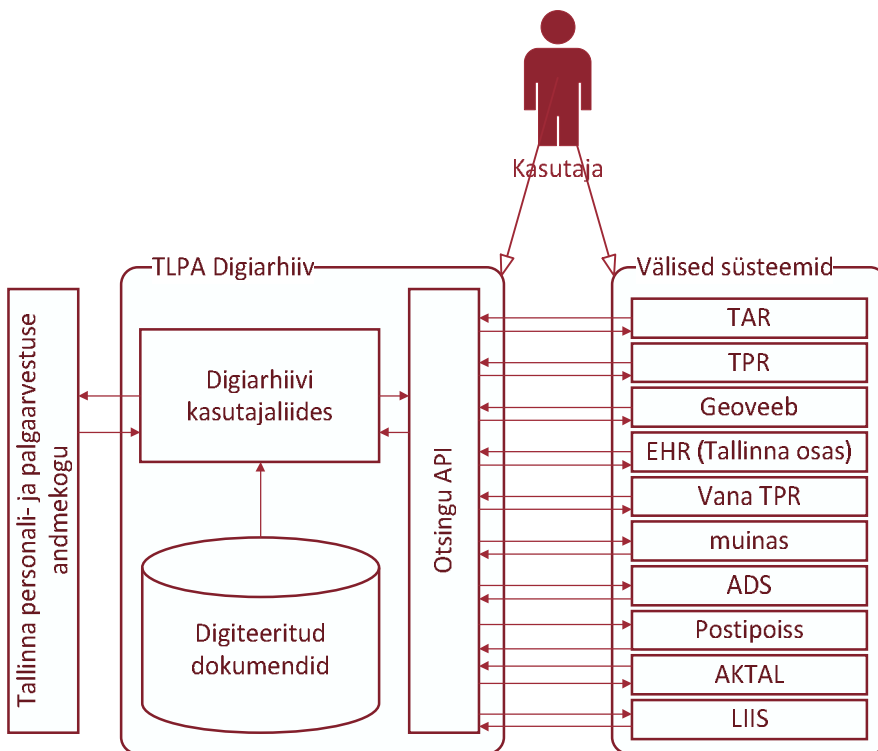 Kasutaja
TLPA Digiarhiiv
Välised süsteemid
Tallinna personali- ja palgaarvestuse
andmekogu
Digiarhiivi
kasutajaliides
Digiteeritud
dokumendid
Otsingu API
TAR
TPR
Geoveeb
EHR (Tallinna osas)
Vana TPR
muinas
ADS
Postipoiss
AKTAL
LIIS